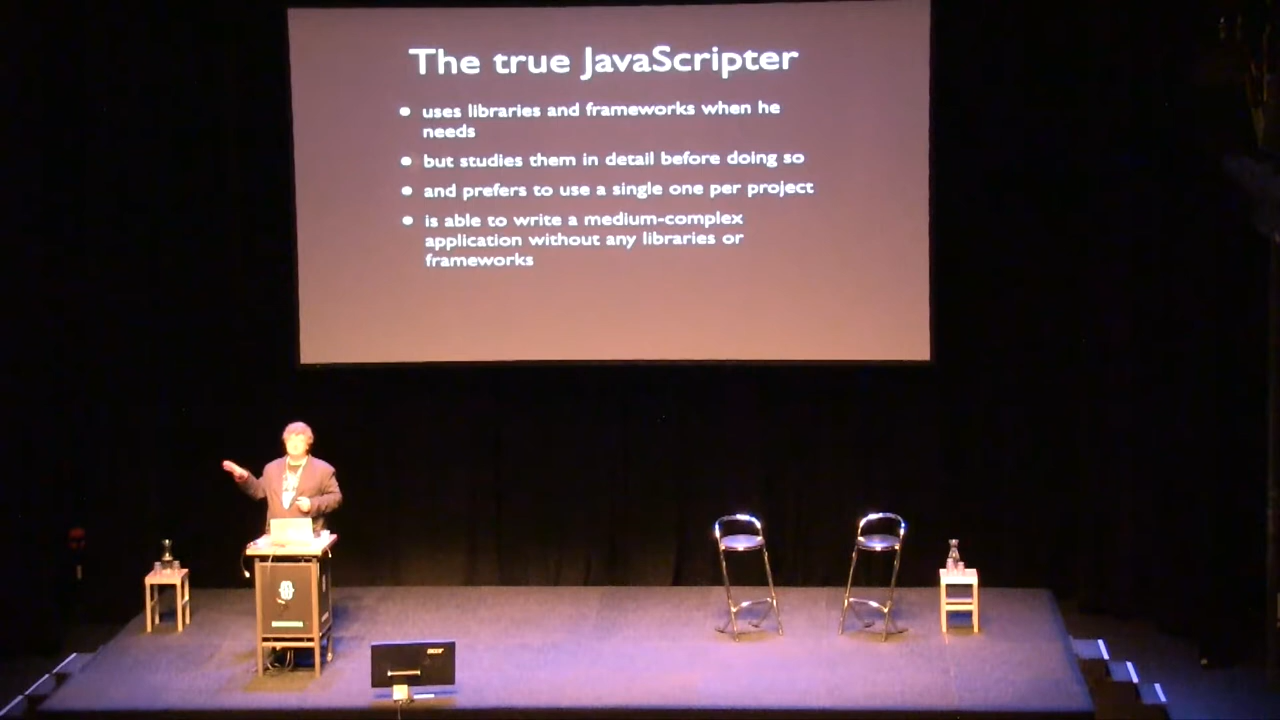 The true JavaScripter
uses libraries and frameworks when he
needs
but studies them in detail before doing so
and prefers to use a single one per project
is able to write a medium-complex
application without any libraries or
frameworks
acer